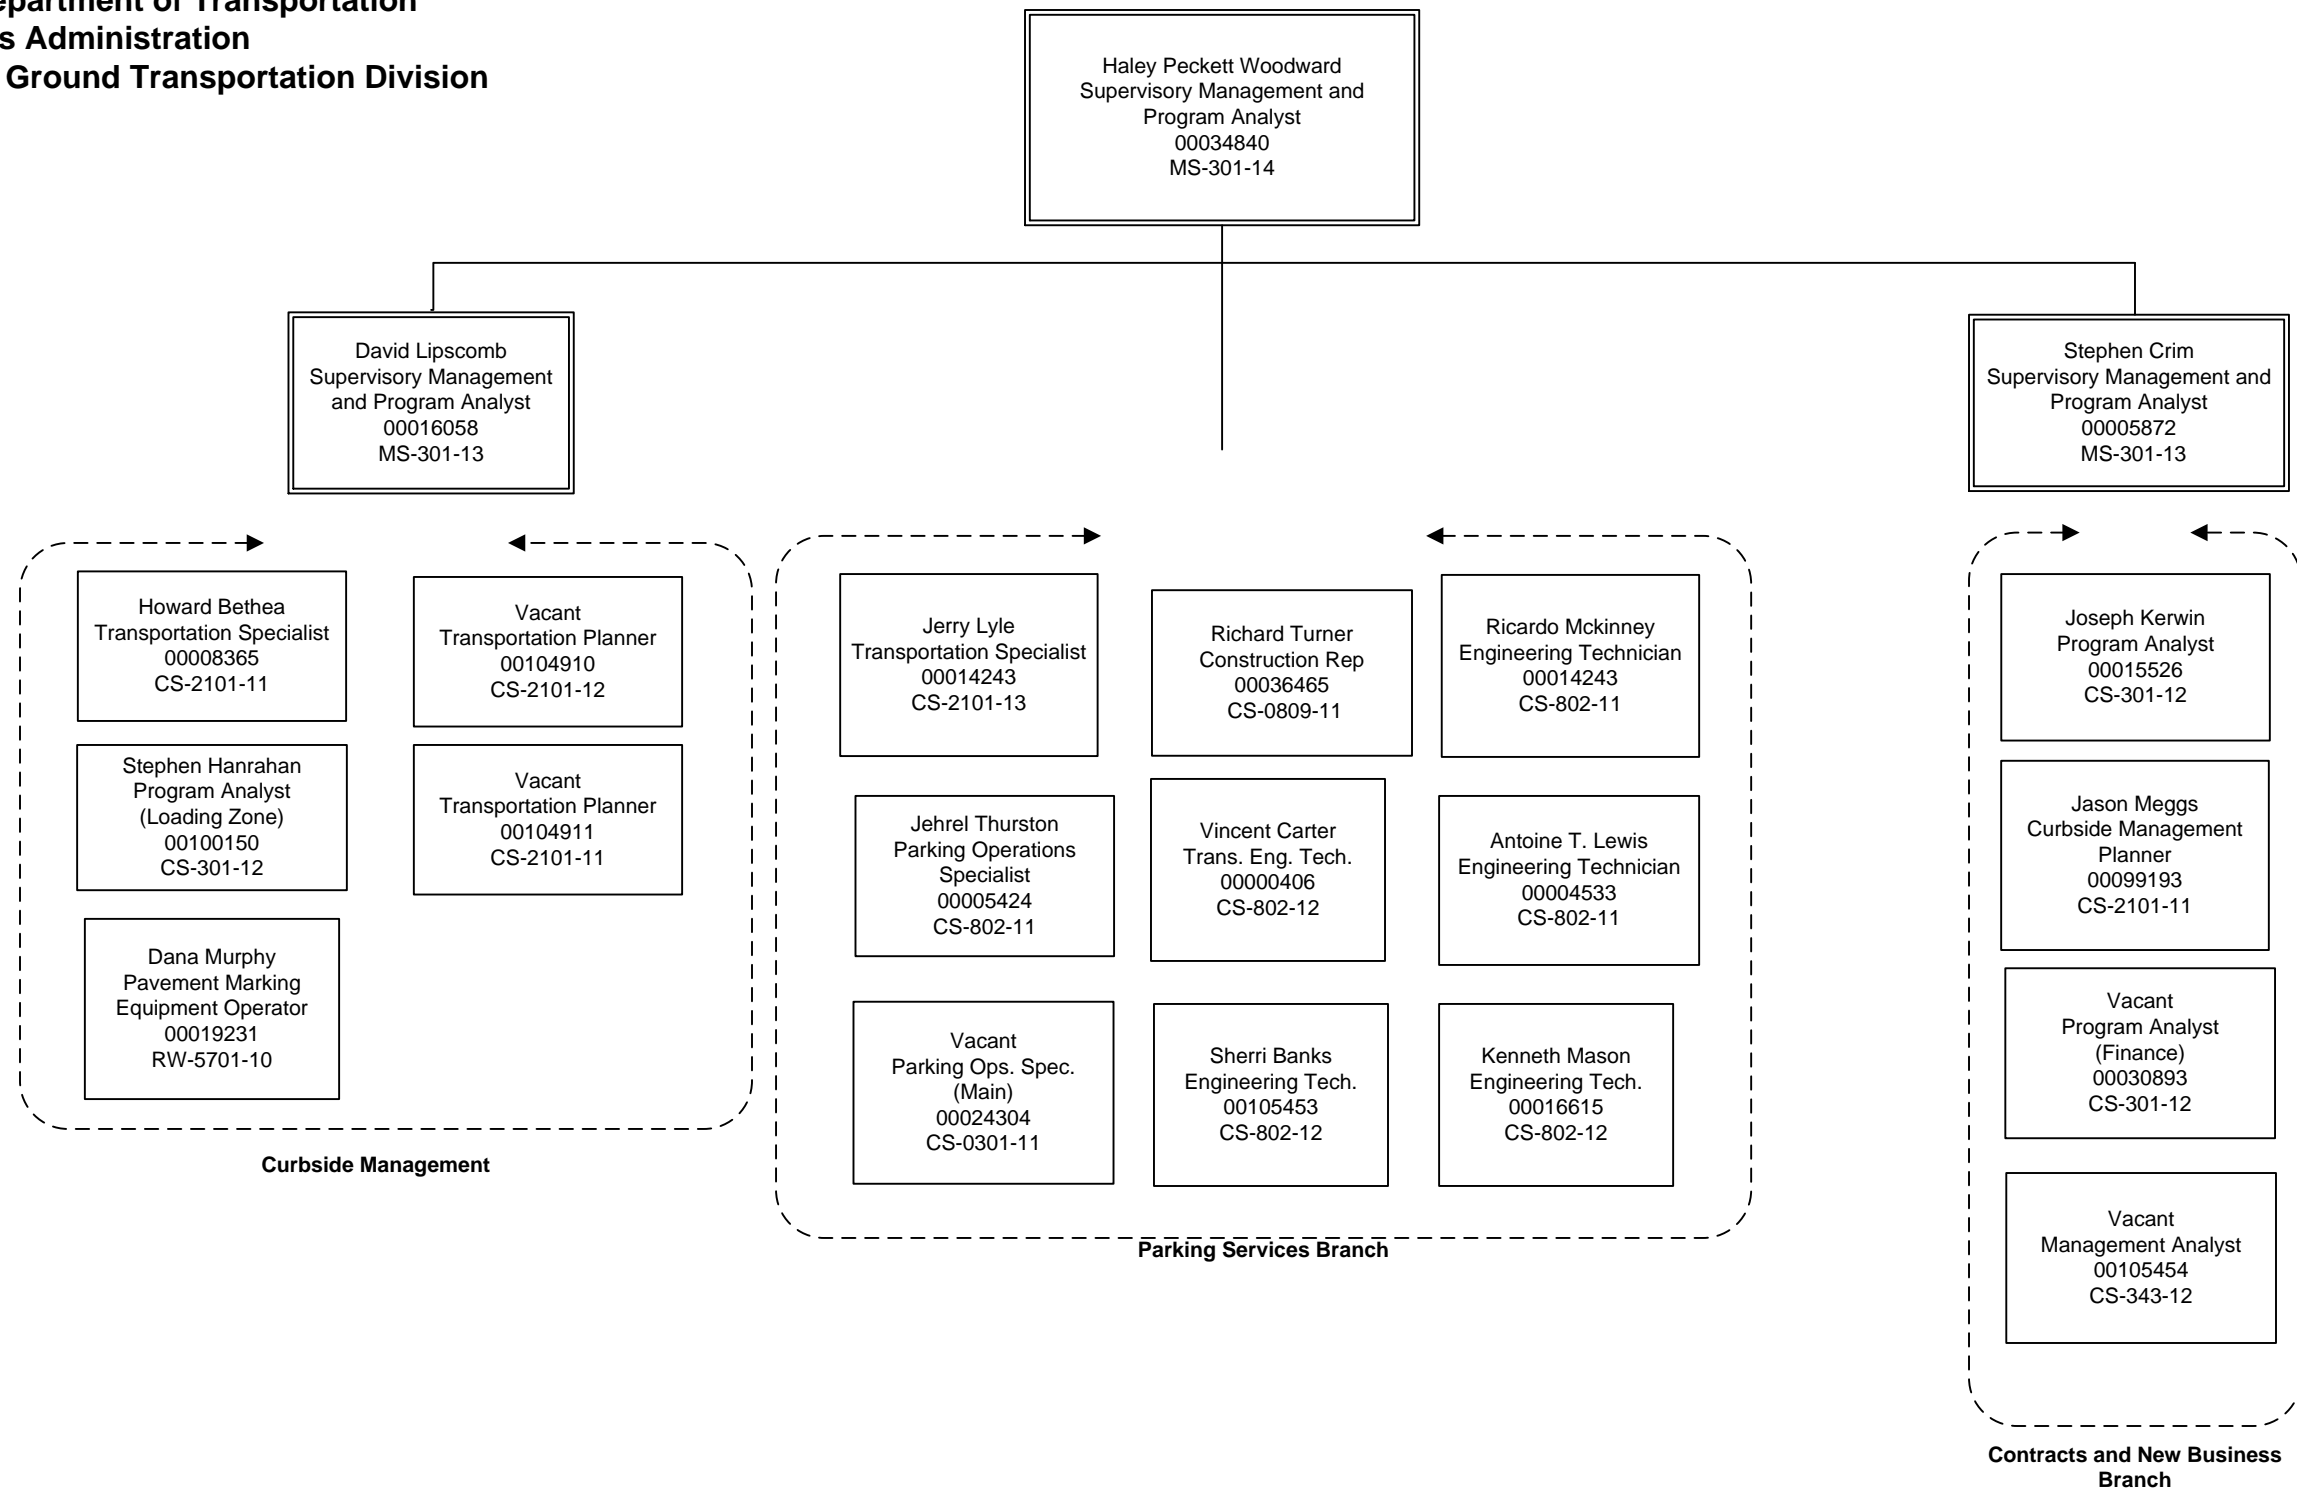 epartment of Transportation
s Administration
Ground Transportation Division
Haley Peckett Woodward
Supervisory Management and
Program Analyst
00034840
MS-301-14
David Lipscomb
Supervisory Management
and Program Analyst
00016058
MS-301-13
Stephen Crim
Supervisory Management and
Program Analyst
00005872
MS-301-13
Howard Bethea
Transportation Specialist
00008365
CS-2101-11
Vacant
Transportation Planner
00104910
CS-2101-12
Stephen Hanrahan
Program Analyst
(Loading Zone)
00100150
CS-301-12
Vacant
Transportation Planner
00104911
CS-2101-11
Dana Murphy
Pavement Marking
Equipment Operator
00019231
RW-5701-10
Curbside Management
Jerry Lyle
Transportation Specialist
00014243
CS-2101-13
Richard Turner
Construction Rep
00036465
CS-0809-11
Ricardo Mckinney
Engineering Technician
00014243
CS-802-11
Jehrel Thurston
Parking Operations
Specialist
00005424
CS-802-11
Vincent Carter
Trans. Eng. Tech.
00000406
CS-802-12
Antoine T. Lewis
Engineering Technician
00004533
CS-802-11
Vacant
Parking Ops. Spec.
(Main)
00024304
CS-0301-11
Sherri Banks
Engineering Tech.
00105453
CS-802-12
Kenneth Mason
Engineering Tech.
00016615
CS-802-12
Parking Services Branch
Joseph Kerwin
Program Analyst
00015526
CS-301-12
Jason Meggs
Curbside Management
Planner
00099193
CS-2101-11
Vacant
Program Analyst
(Finance)
00030893
CS-301-12
Vacant
Management Analyst
00105454
CS-343-12
Contracts and New Business
Branch